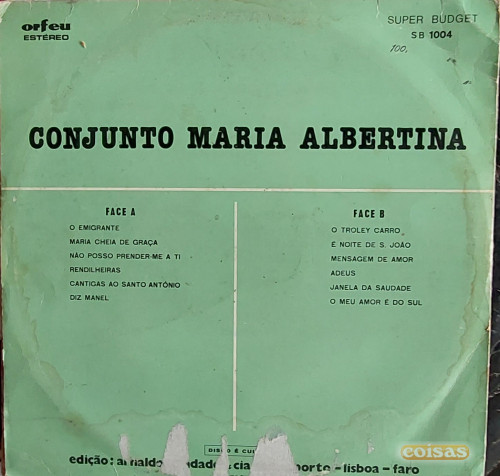 orfeu
ESTÉREO
SUPER BUDGET
SB 1004
100,
CONJUNTO MARIA ALBERTINA
FACE A
O EMIGRANTE
MARIA CHEIA DE GRAÇA
NÃO POSSO PRENDER-ME A TI
RENDILHEIRAS
CANTIGAS AO SANTO ANTÓNIO
DIZ MANEL
FACE B
O TROLEY CARRO
É NOITE DE S. JOÃO
MENSAGEM DE AMOR
ADEUS
JANELA DA SAUDADE
O MEU AMOR É DO SUL
DISCO É
edição: – lisboa – faro
coisas